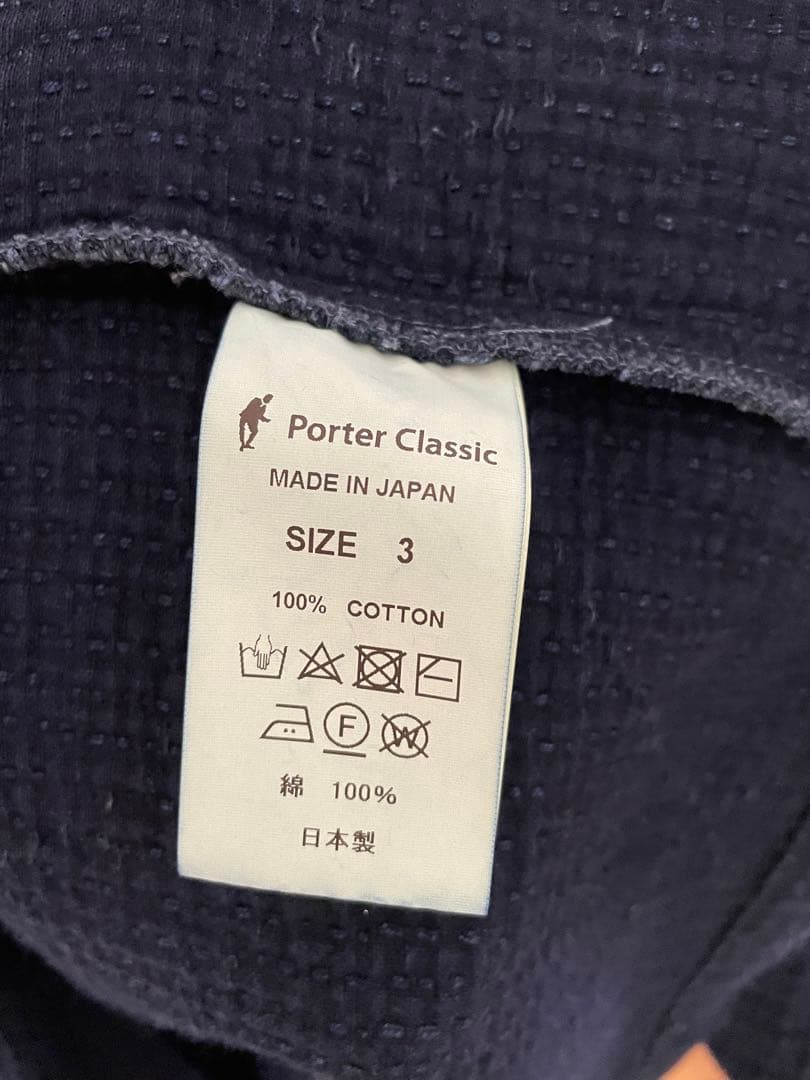 Porter Classic
MADE IN JAPAN
SIZE 3
100% COTTON
F W
綿 100%
日本製